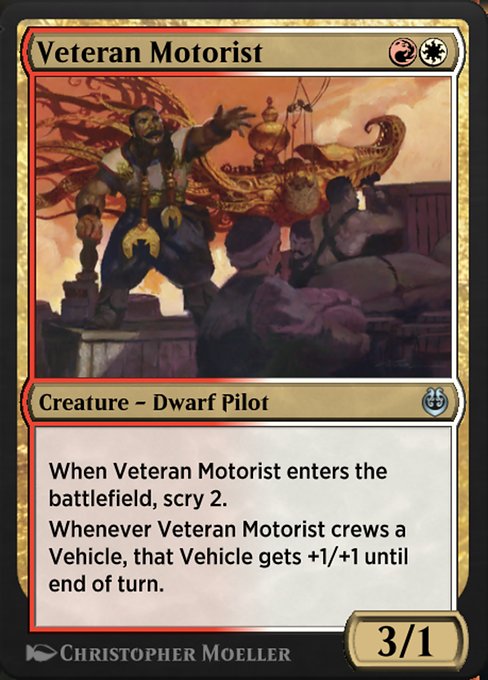 Veteran Motorist
Creature – Dwarf Pilot
When Veteran Motorist enters the
battlefield, scry 2.
Whenever Veteran Motorist crews a
Vehicle, that Vehicle gets +1/+1 until
end of turn.
3/1
Christopher Moeller